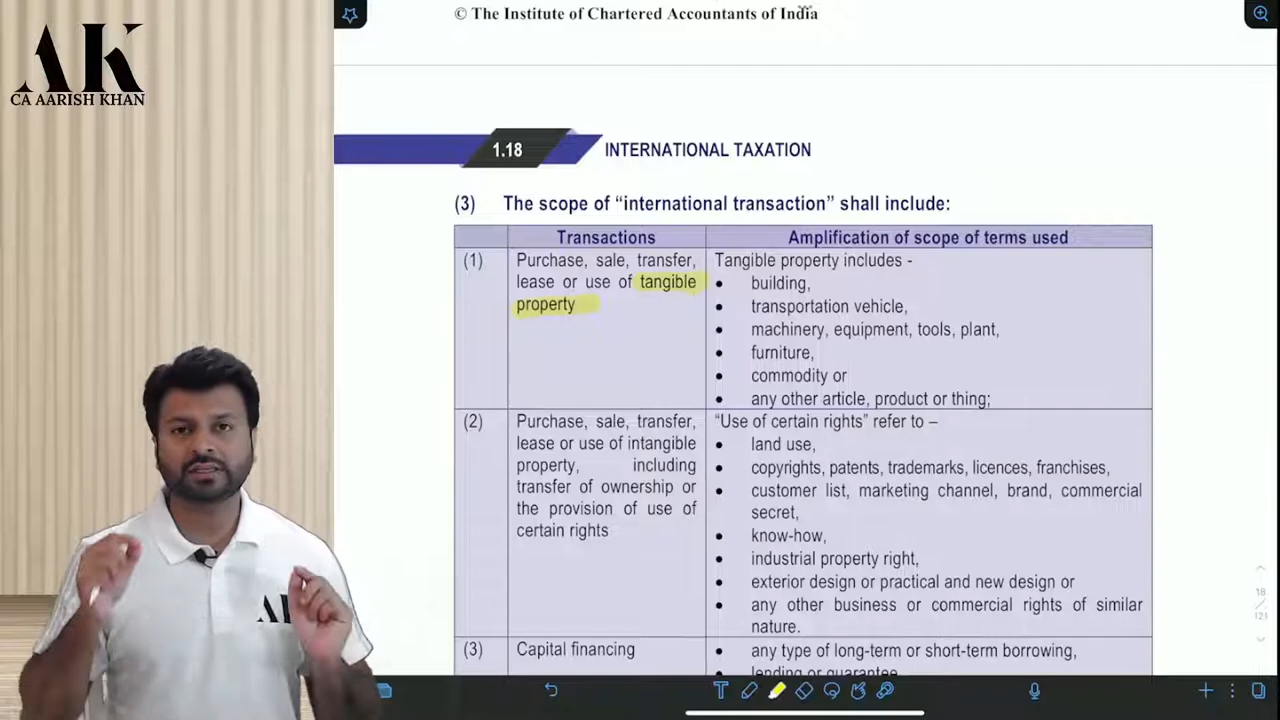 AK
CA AARISH KHAN
© The Institute of Chartered Accountants of India
1.18
INTERNATIONAL TAXATION
(3) The scope of “international transaction” shall include:
Transactions
Amplification of scope of terms used
(1)
Purchase, sale, transfer,
lease or use of tangible
property
Tangible property includes -
• building,
• transportation vehicle,
• machinery, equipment, tools, plant,
• furniture,
• commodity or
• any other article, product or thing;
(2)
Purchase, sale, transfer,
lease or use of intangible
property, including
transfer of ownership or
the provision of use of
certain rights
“Use of certain rights” refer to –
• land use,
• copyrights, patents, trademarks, licences, franchises,
• customer list, marketing channel, brand, commercial
secret,
• know-how,
• industrial property right,
• exterior design or practical and new design or
• any other business or commercial rights of similar
nature.
(3)
Capital financing
• any type of long-term or short-term borrowing,
• lending or guarantee
AK
18
121
T